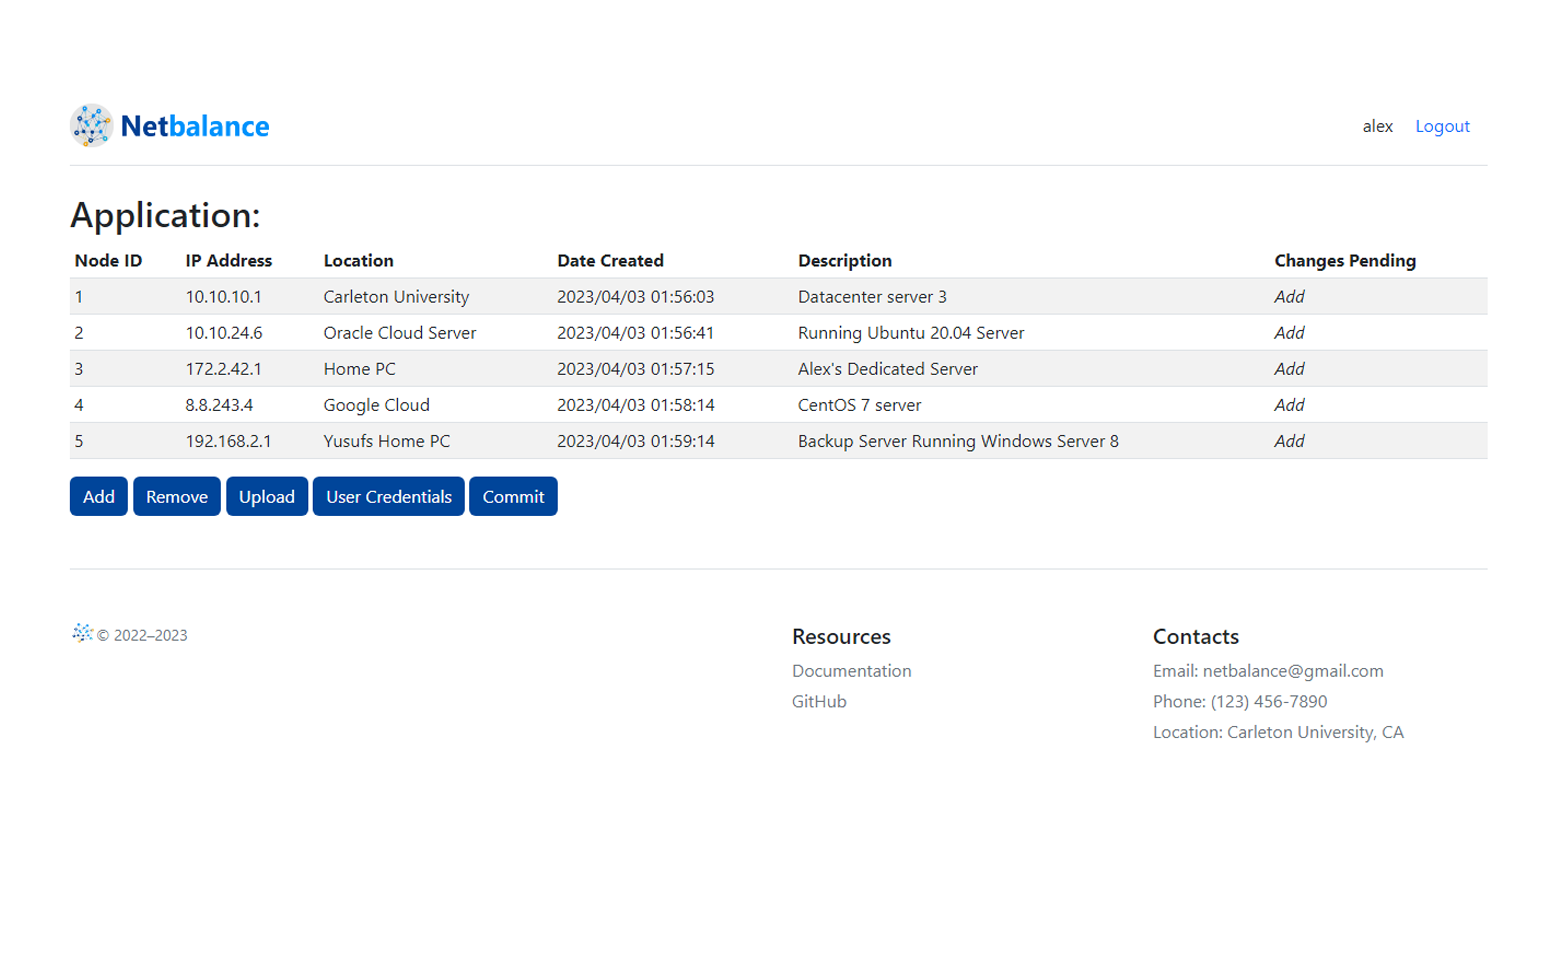 Netbalance
alex Logout
Application:
Node ID IP Address Location Date Created Description Changes Pending
1 10.10.10.1 Carleton University 2023/04/03 01:56:03 Datacenter server 3 Add
2 10.10.24.6 Oracle Cloud Server 2023/04/03 01:56:41 Running Ubuntu 20.04 Server Add
3 172.2.42.1 Home PC 2023/04/03 01:57:15 Alex's Dedicated Server Add
4 8.8.243.4 Google Cloud 2023/04/03 01:58:14 CentOS 7 server Add
5 192.168.2.1 Yusufs Home PC 2023/04/03 01:59:14 Backup Server Running Windows Server 8 Add
Add Remove Upload User Credentials Commit
© 2022–2023
Resources
Documentation
GitHub
Contacts
Email: netbalance@gmail.com
Phone: (123) 456-7890
Location: Carleton University, CA